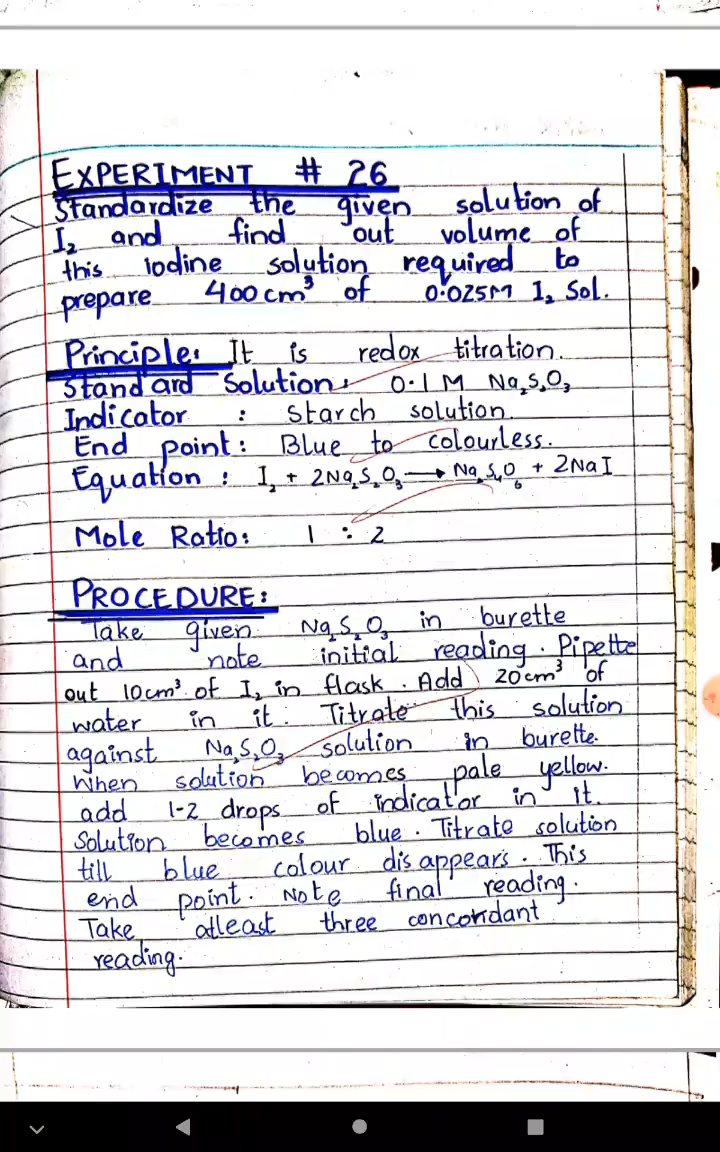 EXPERIMENT # 26
Standardize the given solution of
I₂ and find out volume of
this iodine solution required to
prepare 400 cm³ of 0.025M I₂ Sol.
Principle: It is redox titration.
Standard Solution: 0.1 M Na₂S₂O₃
Indicator : Starch solution.
End point: Blue to colourless.
Equation : I₂ + 2Na₂S₂O₃ → Na₂S₄O₆ + 2NaI
Mole Ratio: 1 : 2
PROCEDURE:
Take given Na₂S₂O₃ in burette
and note initial reading. Pipette
out 10cm³ of I₂ in flask. Add 20cm³ of
water in it. Titrate this solution
against Na₂S₂O₃ solution in burette.
When solution becomes pale yellow.
add 1-2 drops of indicator in it.
Solution becomes blue. Titrate solution
till blue colour disappears. This
end point. Note final reading.
Take atleast three concordant
reading.